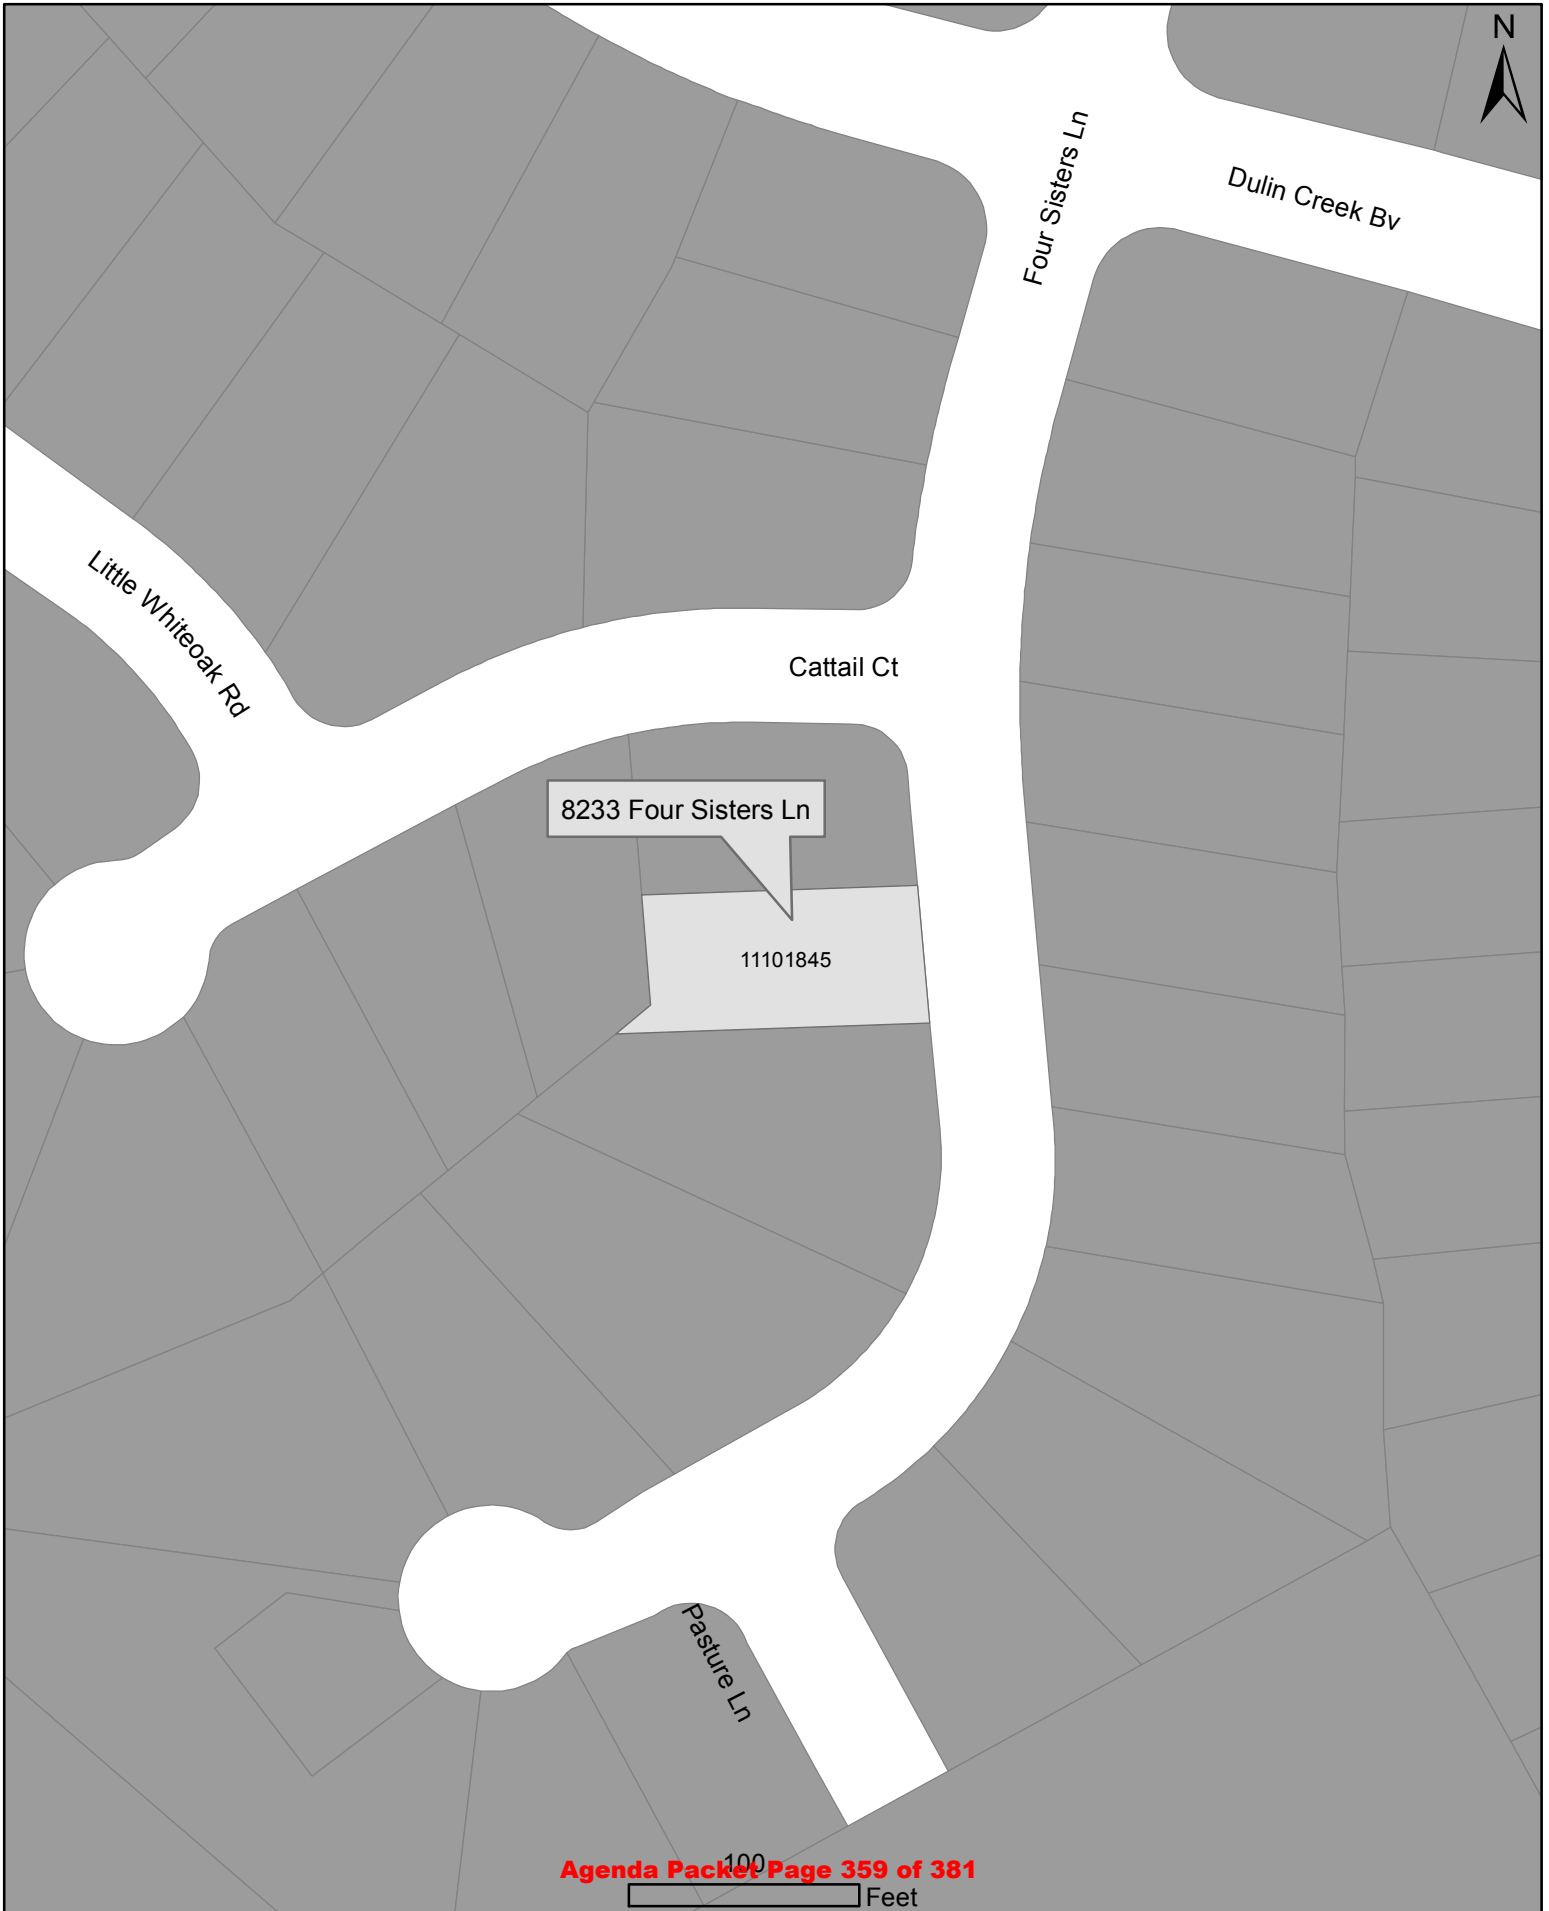 N
Four Sisters Ln
Dulin Creek Bv
Little Whiteoak Rd
Cattail Ct
8233 Four Sisters Ln
11101845
Pasture Ln
100
Agenda Packet Page 359 of 381
Feet